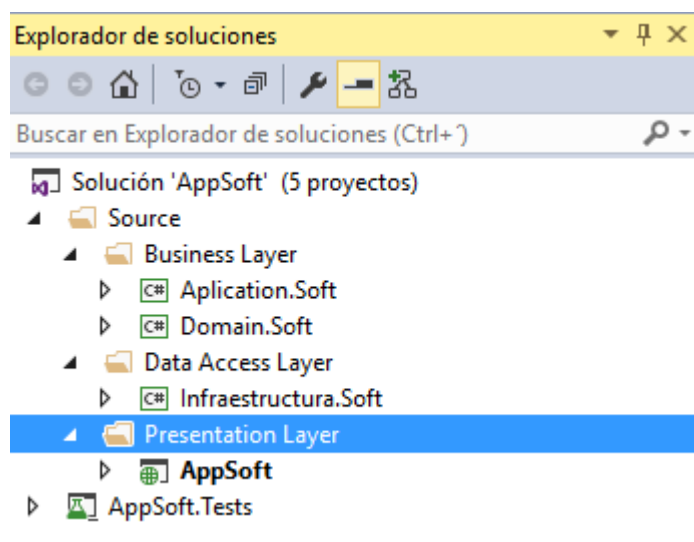 Explorador de soluciones
Buscar en Explorador de soluciones (Ctrl+´)
Solución 'AppSoft' (5 proyectos)
Source
Business Layer
C# Aplication.Soft
C# Domain.Soft
Data Access Layer
C# Infraestructura.Soft
Presentation Layer
AppSoft
AppSoft.Tests